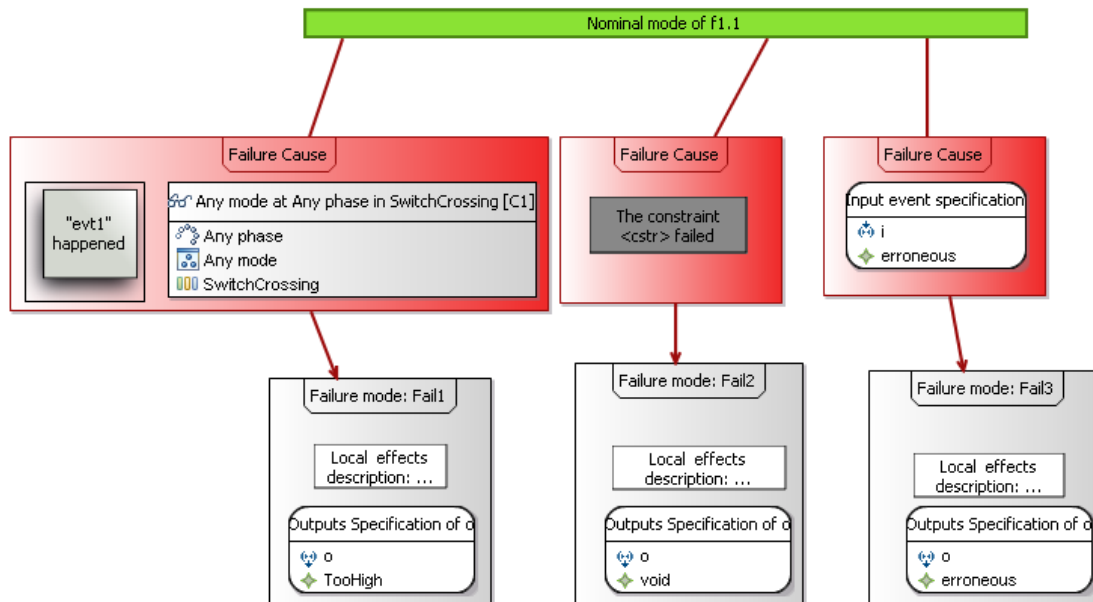 Nominal mode of f1.1
Failure Cause
"evt1"
happened
Any mode at Any phase in SwitchCrossing [C1]
Any phase
Any mode
SwitchCrossing
Failure Cause
The constraint
<cstr> failed
Failure Cause
Input event specification
i
erroneous
Failure mode: Fail1
Local effects
description: ...
Outputs Specification of o
o
TooHigh
Failure mode: Fail2
Local effects
description: ...
Outputs Specification of o
o
void
Failure mode: Fail3
Local effects
description: ...
Outputs Specification of o
o
erroneous